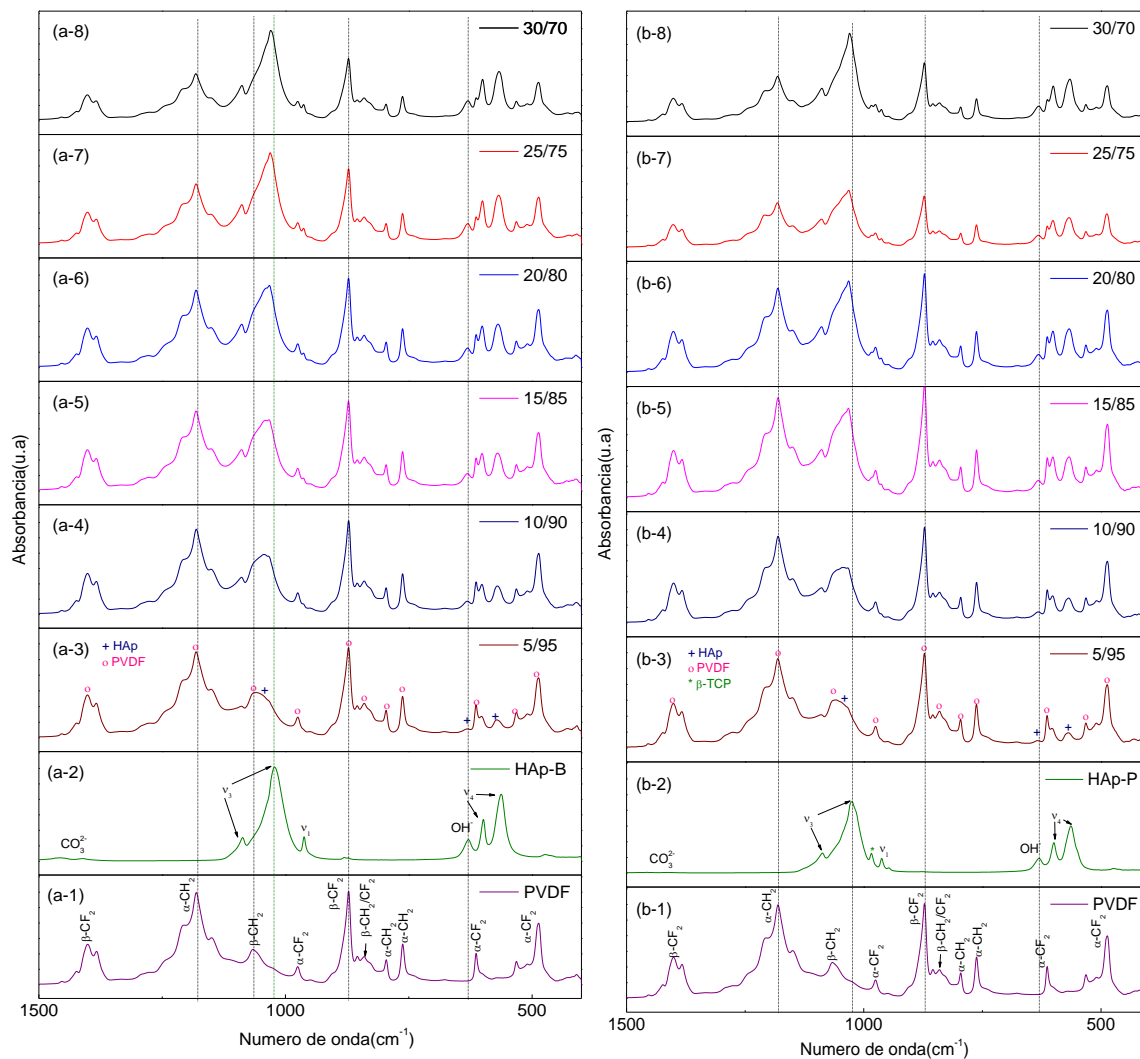 (a-8)
30/70
(a-7)
25/75
(a-6)
20/80
(a-5)
15/85
(a-4)
10/90
(a-3)
+ HAp
o PVDF
5/95
(a-2)
HAp-B
ν3
ν1
ν4
OH-
CO3^2-
(a-1)
PVDF
β-CF2
α-CH2
β-CH2
α-CF2
β-CF2
β-CH2/CF2
α-CH2
α-CH2
α-CF2
α-CF2
1500
1000
500
Numero de onda(cm-1)
Absorbancia(u.a)
(b-8)
30/70
(b-7)
25/75
(b-6)
20/80
(b-5)
15/85
(b-4)
10/90
(b-3)
+ HAp
o PVDF
* β-TCP
5/95
(b-2)
HAp-P
ν3
*
ν1
ν4
OH-
CO3^2-
(b-1)
PVDF
β-CF2
α-CH2
β-CH2
α-CF2
β-CF2
β-CH2/CF2
α-CH2
α-CH2
α-CF2
α-CF2
1500
1000
500
Numero de onda(cm-1)
Absorbancia(u.a)